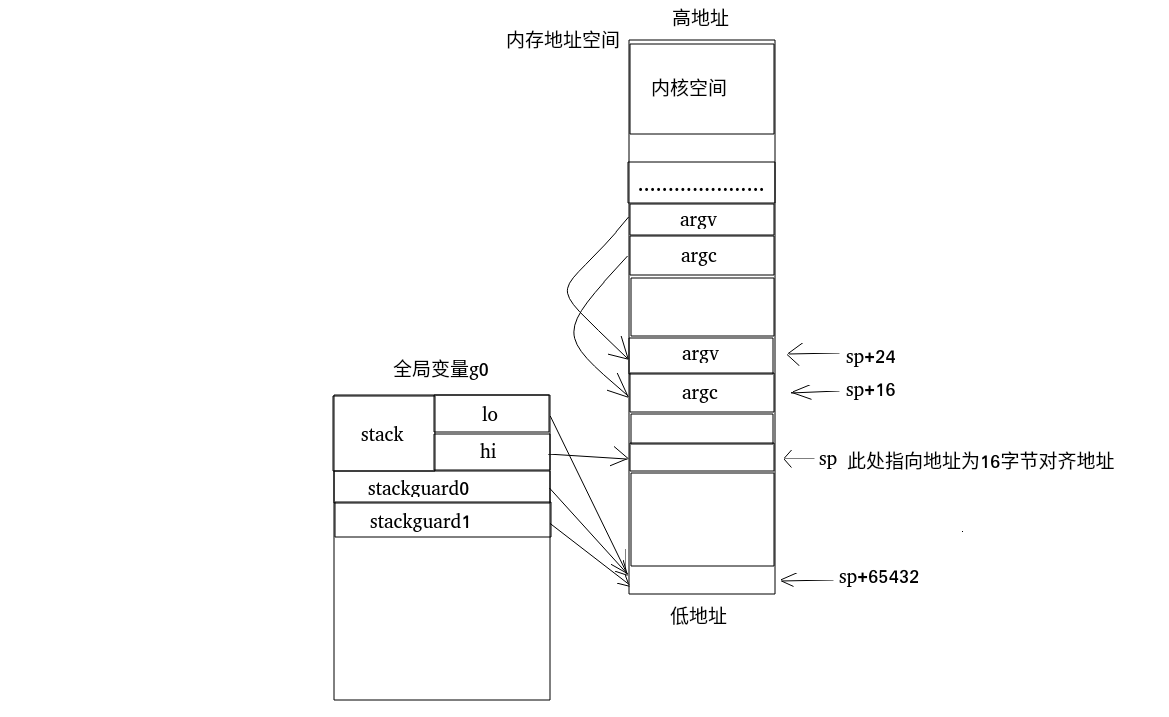 高地址
内存地址空间
内核空间
.....................
argv
argc
argv
sp+24
全局变量g0
argc
sp+16
lo
stack
hi
sp 此处指向地址为16字节对齐地址
stackguard0
stackguard1
sp+65432
低地址